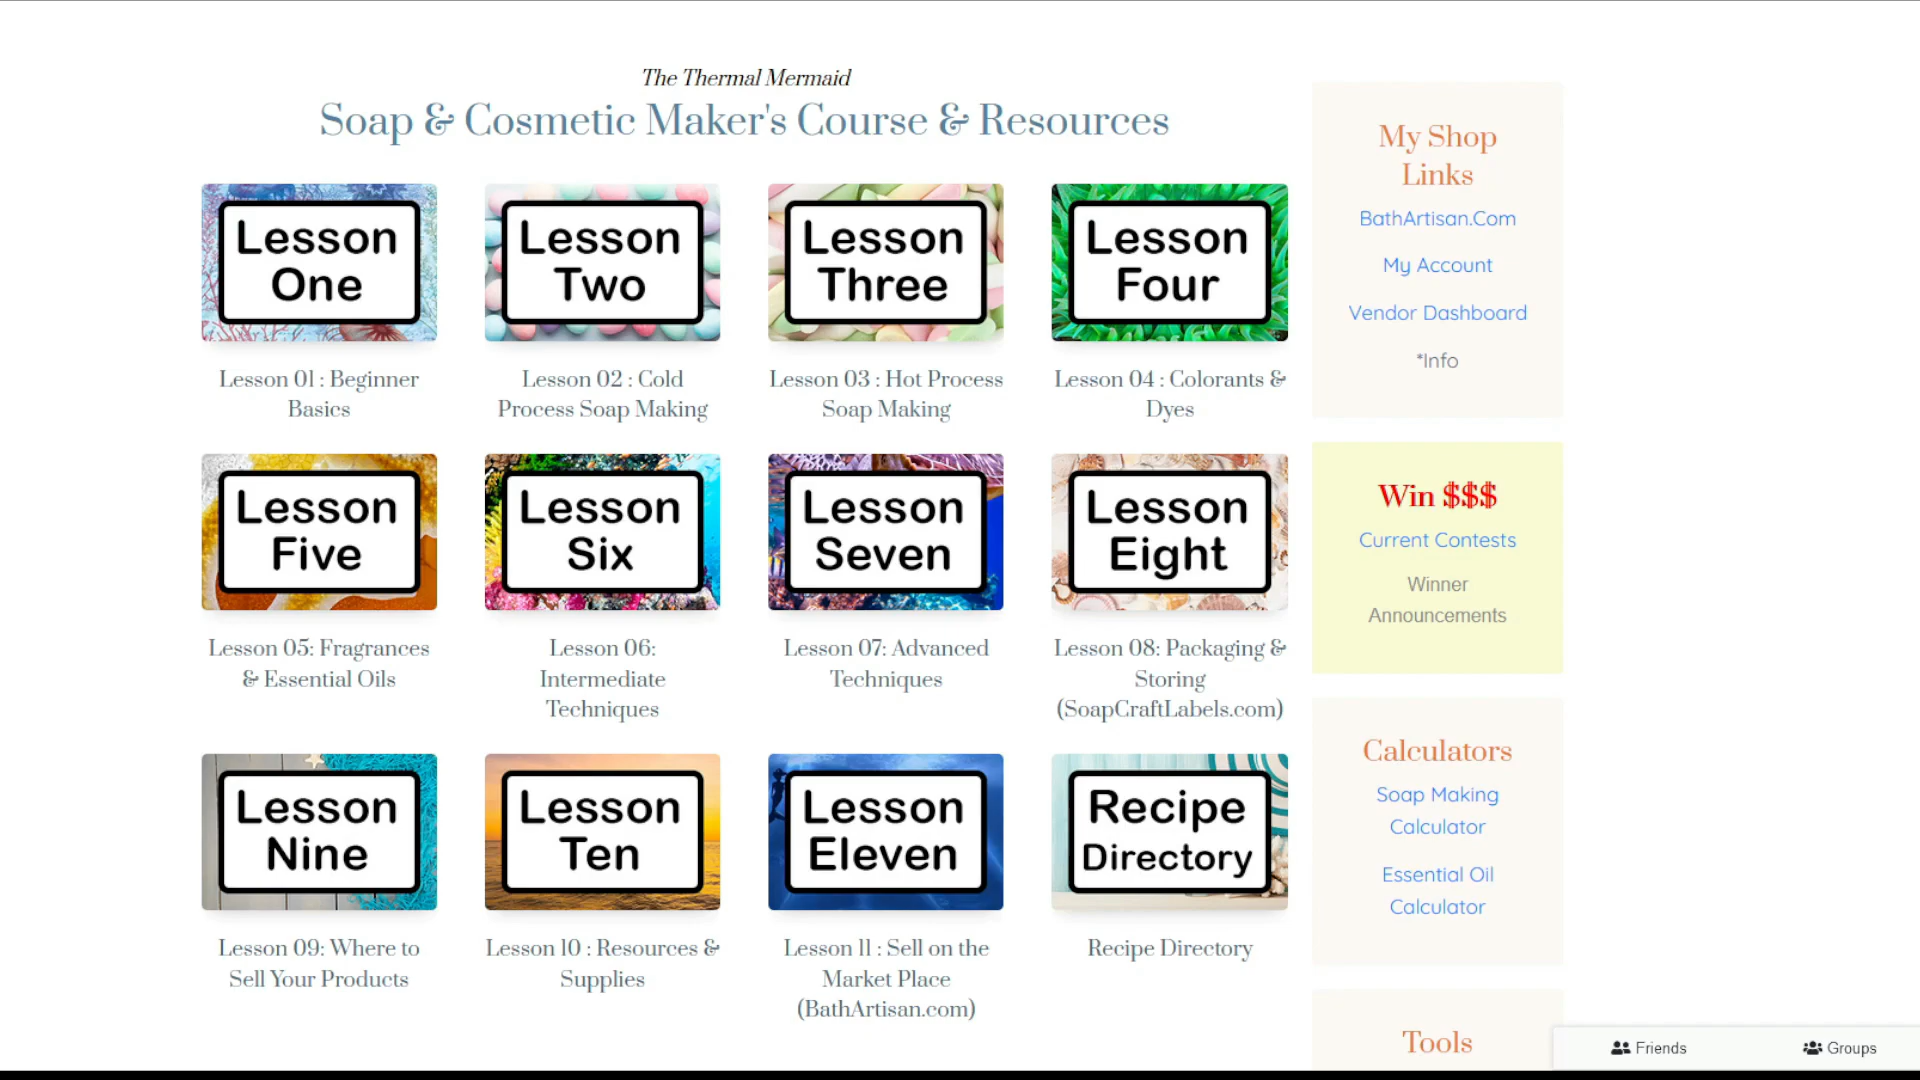 The Thermal Mermaid
Soap & Cosmetic Maker's Course & Resources
Lesson
One
Lesson
Two
Lesson
Three
Lesson
Four
Lesson 01 : Beginner
Basics
Lesson 02 : Cold
Process Soap Making
Lesson 03 : Hot Process
Soap Making
Lesson 04 : Colorants &
Dyes
Lesson
Five
Lesson
Six
Lesson
Seven
Lesson
Eight
Lesson 05: Fragrances
& Essential Oils
Lesson 06:
Intermediate
Techniques
Lesson 07: Advanced
Techniques
Lesson 08: Packaging &
Storing
(SoapCraftLabels.com)
Lesson
Nine
Lesson
Ten
Lesson
Eleven
Recipe
Directory
Lesson 09: Where to
Sell Your Products
Lesson 10 : Resources &
Supplies
Lesson 11 : Sell on the
Market Place
(BathArtisan.com)
Recipe Directory
My Shop
Links
BathArtisan.Com
My Account
Vendor Dashboard
*Info
Win $$$
Current Contests
Winner
Announcements
Calculators
Soap Making
Calculator
Essential Oil
Calculator
Tools
Friends
Groups